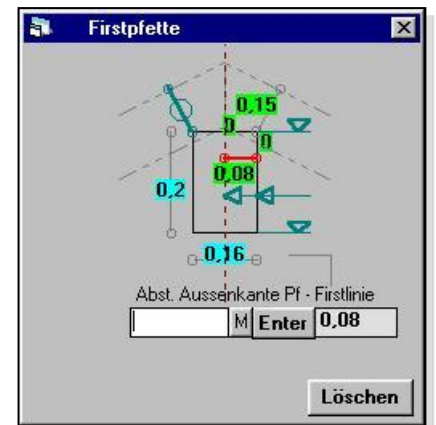 Firstpfette
0,15
0
0
0,08
0,2
0,16
Abst. Aussenkante Pf - Firstlinie
M Enter 0,08
Löschen